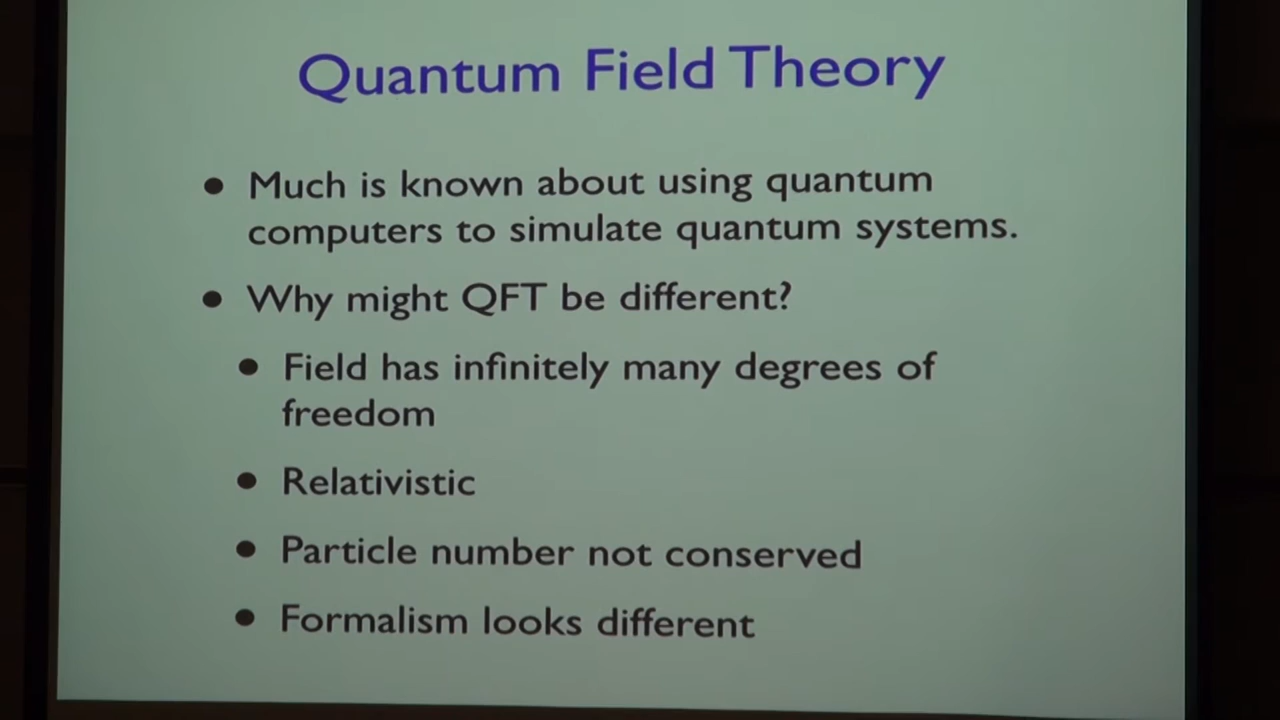 Quantum Field Theory
• Much is known about using quantum
computers to simulate quantum systems.
• Why might QFT be different?
• Field has infinitely many degrees of
freedom
• Relativistic
• Particle number not conserved
• Formalism looks different